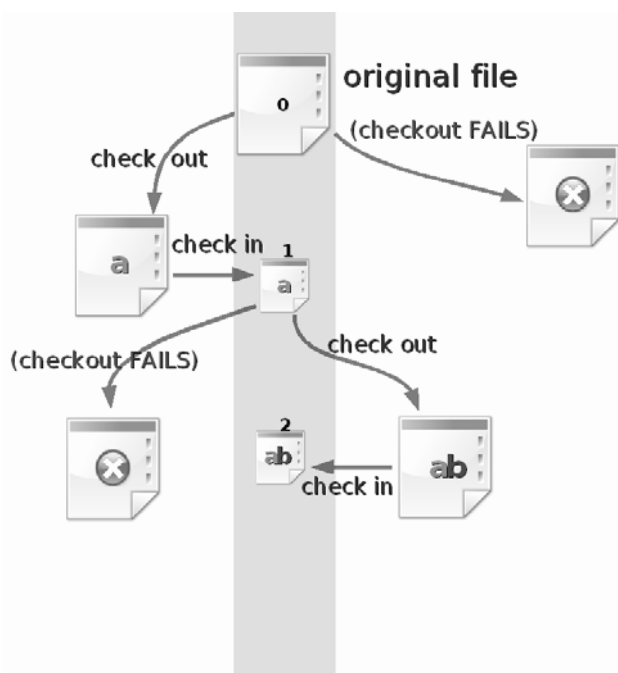 0
original file
(checkout FAILS)
check out
a
check in
1
a
(checkout FAILS)
check out
2
ab
check in
ab